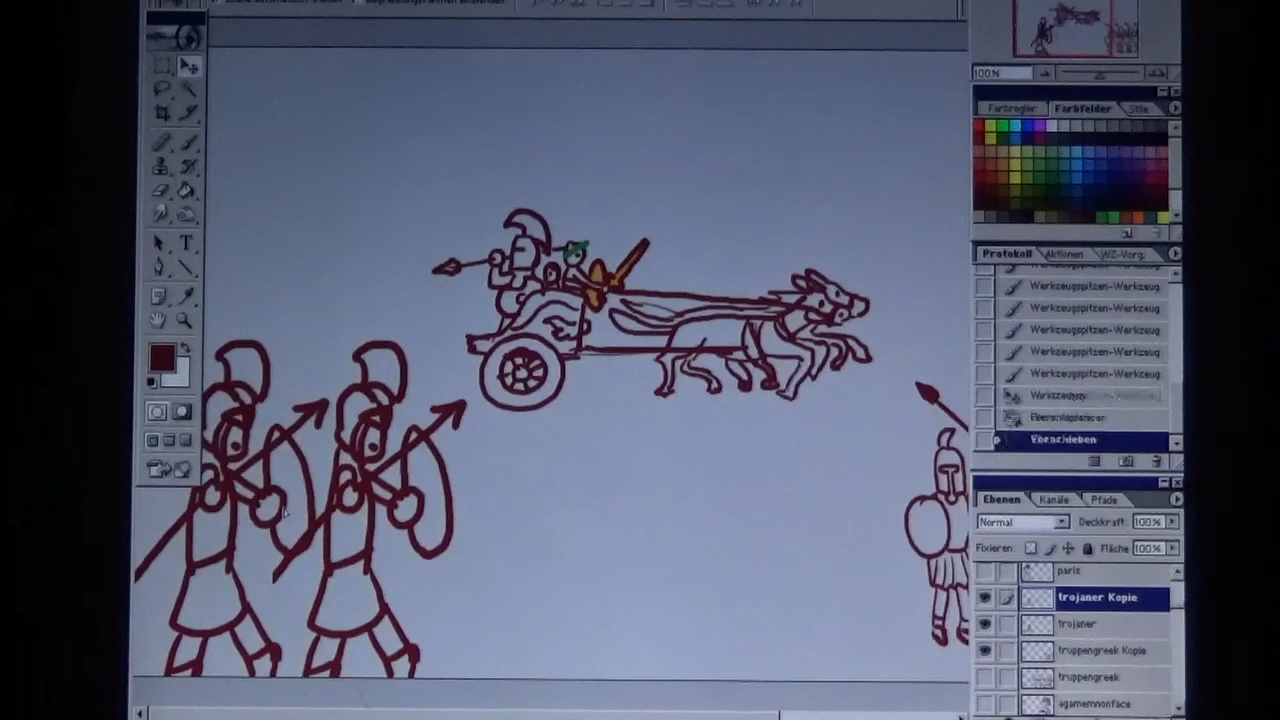 100%
Farbregler Farbfelder Stile
Protokoll Aktionen WZ-Vorg.
Werkzeugspitzen-Werkzeug
Werkzeugspitzen-Werkzeug
Werkzeugspitzen-Werkzeug
Werkzeugspitzen-Werkzeug
Werkzeugspitzen-Werkzeug
Verschieben
Ebenen Kanäle Pfade
Normal Deckkraft: 100%
Fixieren: Fläche 100%
paris
trojaner Kopie
trojaner
truppengreek Kopie
truppengreek
agamemnonface